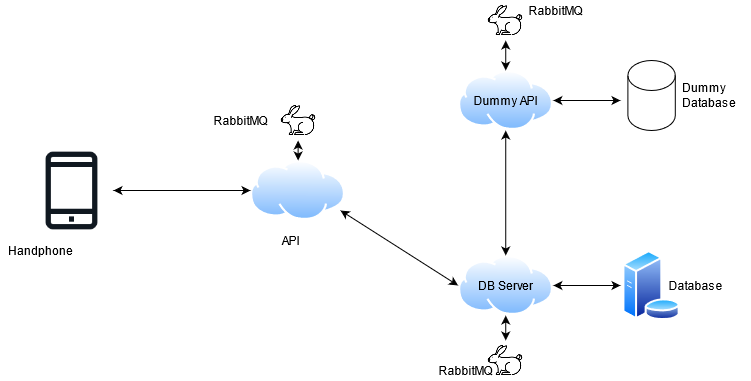 RabbitMQ
Dummy API
Dummy
Database
RabbitMQ
Handphone
API
DB Server
Database
RabbitMQ